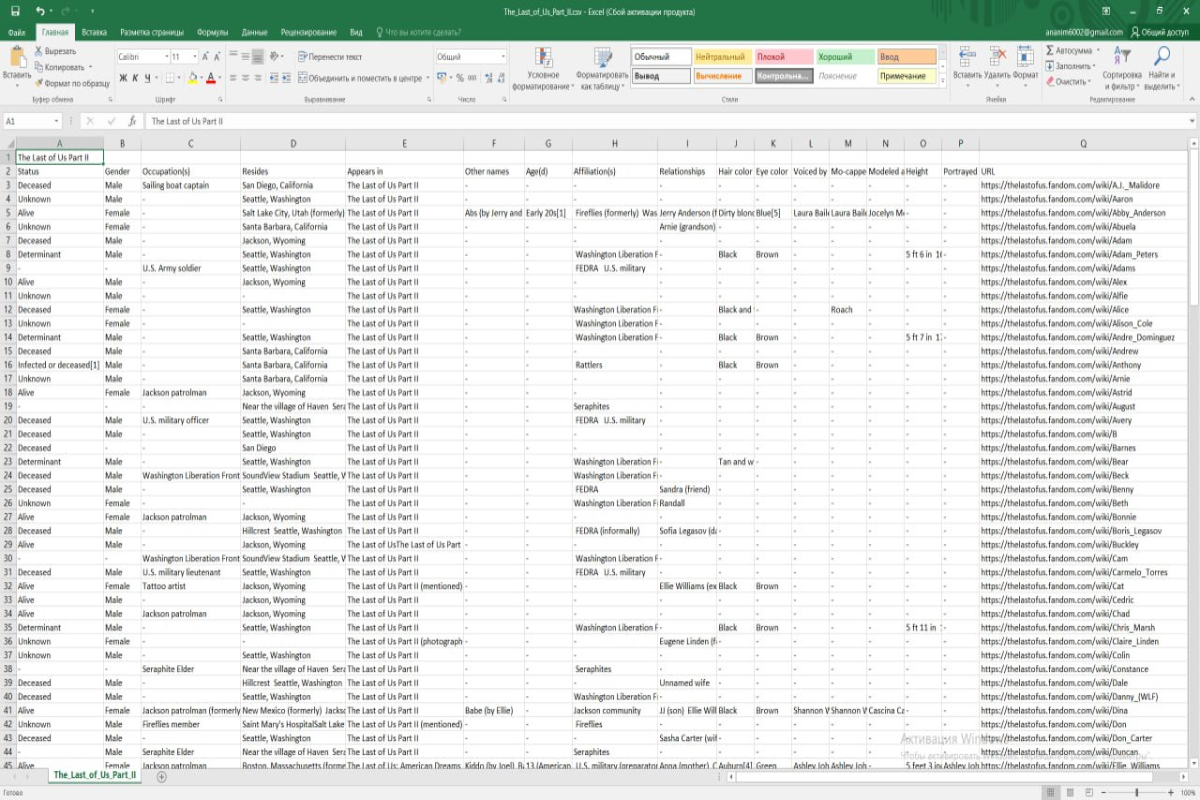 The_Last_of_Us_Part_II.csv - Excel (Сбой активации продукта)
Файл Главная Вставка Разметка страницы Формулы Данные Рецензирование Вид Что вы хотите сделать? ananim6002@gmail.com Общий доступ
Вставить Вырезать Копировать Формат по образцу Calibri 11 Перенести текст Объединить и поместить в центре Общий
Условное форматирование Форматировать как таблицу Обычный Нейтральный Плохой Хороший Ввод
Вывод Вычисление Контрольна... Пояснение Примечание
Вставить Удалить Формат Автосумма Заполнить Очистить Сортировка и фильтр Найти и выделить
Буфер обмена Шрифт Выравнивание Число Стили Ячейки Редактирование
A1 fx The Last of Us Part II
A B C D E F G H I J K L M N O P Q
1 The Last of Us Part II
2 Status Gender Occupation(s) Resides Appears in Other names Age(d) Affiliation(s) Relationships Hair color Eye color Voiced by Mo-cappe Modeled a Height Portrayed URL
3 Deceased Male Sailing boat captain San Diego, California The Last of Us Part II - - - - - - - - - - - https://thelastofus.fandom.com/wiki/A.J._Malidore
4 Unknown Male - Seattle, Washington The Last of Us Part II - - - - - - - - - - - https://thelastofus.fandom.com/wiki/Aaron
5 Alive Female - Salt Lake City, Utah (formerly) The Last of Us Part II Abs (by Jerry and Early 20s[1] Fireflies (formerly) Was Jerry Anderson (f Dirty blonc Blue[5] Laura Baile Laura Baile Jocelyn Me - - https://thelastofus.fandom.com/wiki/Abby_Anderson
6 Unknown Female - Santa Barbara, California The Last of Us Part II - - - Arnie (grandson) - - - - - - - https://thelastofus.fandom.com/wiki/Abuela
7 Deceased Male - Jackson, Wyoming The Last of Us Part II - - - - - - - - - - - https://thelastofus.fandom.com/wiki/Adam
8 Determinant Male - Seattle, Washington The Last of Us Part II - - Washington Liberation F - Black Brown - - - 5 ft 6 in - https://thelastofus.fandom.com/wiki/Adam_Peters
9 - - U.S. Army soldier Seattle, Washington The Last of Us Part II - - FEDRA U.S. military - - - - - - - - https://thelastofus.fandom.com/wiki/Adams
10 Alive Male - Jackson, Wyoming The Last of Us Part II - - - - - - - - - - - https://thelastofus.fandom.com/wiki/Alex
11 Unknown Male - - The Last of Us Part II - - - - - - - - - - - https://thelastofus.fandom.com/wiki/Alfie
12 Deceased Female - Seattle, Washington The Last of Us Part II - - Washington Liberation F - Black and - - Roach - - - https://thelastofus.fandom.com/wiki/Alice
13 Unknown Female - - The Last of Us Part II - - Washington Liberation F - - - - - - - - https://thelastofus.fandom.com/wiki/Alison_Cole
14 Determinant Male - Seattle, Washington The Last of Us Part II - - Washington Liberation F - Black Brown - - - 5 ft 7 in - https://thelastofus.fandom.com/wiki/Andre_Dominguez
15 Deceased Male - Santa Barbara, California The Last of Us Part II - - - - - - - - - - - https://thelastofus.fandom.com/wiki/Andrew
16 Infected or deceased[1] Male - Santa Barbara, California The Last of Us Part II - - Rattlers - Black Brown - - - - - https://thelastofus.fandom.com/wiki/Anthony
17 Unknown Male - Santa Barbara, California The Last of Us Part II - - - - - - - - - - - https://thelastofus.fandom.com/wiki/Arnie
18 Alive Female Jackson patrolman Jackson, Wyoming The Last of Us Part II - - - - - - - - - - - https://thelastofus.fandom.com/wiki/Astrid
19 - - - Near the village of Haven Sera The Last of Us Part II - - Seraphites - - - - - - - - https://thelastofus.fandom.com/wiki/August
20 Deceased Male U.S. military officer Seattle, Washington The Last of Us Part II - - FEDRA U.S. military - - - - - - - - https://thelastofus.fandom.com/wiki/Avery
21 Deceased Male - Seattle, Washington The Last of Us Part II - - - - - - - - - - - https://thelastofus.fandom.com/wiki/B
22 Deceased - - San Diego The Last of Us Part II - - - - - - - - - - - https://thelastofus.fandom.com/wiki/Barnes
23 Determinant Male - Seattle, Washington The Last of Us Part II - - Washington Liberation F - Tan and w - - - - - - https://thelastofus.fandom.com/wiki/Bear
24 Deceased Male Washington Liberation Front SoundView Stadium Seattle, V The Last of Us Part II - - Washington Liberation F - - - - - - - - https://thelastofus.fandom.com/wiki/Beck
25 Deceased Male - Seattle, Washington The Last of Us Part II - - FEDRA Sandra (friend) - - - - - - - https://thelastofus.fandom.com/wiki/Benny
26 Unknown Female - - The Last of Us Part II - - Washington Liberation F Randall - - - - - - - https://thelastofus.fandom.com/wiki/Beth
27 Alive Female Jackson patrolman Jackson, Wyoming The Last of Us Part II - - - - - - - - - - - https://thelastofus.fandom.com/wiki/Bonnie
28 Deceased Male - Hillcrest Seattle, Washington The Last of Us Part II - - FEDRA (informally) Sofia Legasov (da - - - - - - - https://thelastofus.fandom.com/wiki/Boris_Legasov
29 Alive Male - Jackson, Wyoming The Last of UsThe Last of Us Part - - - - - - - - - - - https://thelastofus.fandom.com/wiki/Buckley
30 - - Washington Liberation Front SoundView Stadium Seattle, V The Last of Us Part II - - Washington Liberation F - - - - - - - - https://thelastofus.fandom.com/wiki/Cam
31 Deceased Male U.S. military lieutenant Seattle, Washington The Last of Us Part II - - FEDRA U.S. military - - - - - - - - https://thelastofus.fandom.com/wiki/Carmelo_Torres
32 Alive Female Tattoo artist Jackson, Wyoming The Last of Us Part II (mentioned) - - - Ellie Williams (ex Black Brown - - - - - https://thelastofus.fandom.com/wiki/Cat
33 Alive Male - Jackson, Wyoming The Last of Us Part II - - - - - - - - - - - https://thelastofus.fandom.com/wiki/Cedric
34 Alive Male Jackson patrolman Jackson, Wyoming The Last of Us Part II - - - - - - - - - - - https://thelastofus.fandom.com/wiki/Chad
35 Determinant Male - Seattle, Washington The Last of Us Part II - - Washington Liberation F - Black Brown - - - 5 ft 11 in - https://thelastofus.fandom.com/wiki/Chris_Marsh
36 Unknown Female - - The Last of Us Part II (photograph - - - Eugene Linden (f - - - - - - - https://thelastofus.fandom.com/wiki/Claire_Linden
37 Unknown Male - Seattle, Washington The Last of Us Part II - - - - - - - - - - - https://thelastofus.fandom.com/wiki/Colin
38 - - Seraphite Elder Near the village of Haven Sera The Last of Us Part II - - Seraphites - - - - - - - - https://thelastofus.fandom.com/wiki/Constance
39 Deceased Male - Hillcrest Seattle, Washington The Last of Us Part II - - - Unnamed wife - - - - - - - https://thelastofus.fandom.com/wiki/Dale
40 Deceased Male - Seattle, Washington The Last of Us Part II - - Washington Liberation F - - - - - - - - https://thelastofus.fandom.com/wiki/Danny_(WLF)
41 Alive Female Jackson patrolman (formerly New Mexico (formerly) Jackso The Last of Us Part II Babe (by Ellie) - Jackson community JJ (son) Ellie Will Black Brown Shannon V Shannon V Cascina Ca - - https://thelastofus.fandom.com/wiki/Dina
42 Unknown Male Fireflies member Saint Mary's HospitalSalt Lake The Last of Us Part II (mentioned) - - Fireflies - - - - - - - - https://thelastofus.fandom.com/wiki/Don
43 Deceased Male - Seattle, Washington The Last of Us Part II - - - Sasha Carter (wif - - - - - - - https://thelastofus.fandom.com/wiki/Don_Carter
44 - - Seraphite Elder Near the village of Haven Sera The Last of Us Part II - - Seraphites - - - - - - - - https://thelastofus.fandom.com/wiki/Duncan
45 Alive Female Jackson patrolman Boston, Massachusetts (forme The Last of Us: American Dreams Kiddo (by Joel) 13 (American U.S. military (preparator Anna (mother) Auburn[4] Green Ashley Joh Ashley Joh - 5 feet 3 in https://thelastofus.fandom.com/wiki/Ellie_Williams
The_Last_of_Us_Part_II
Готово 100%